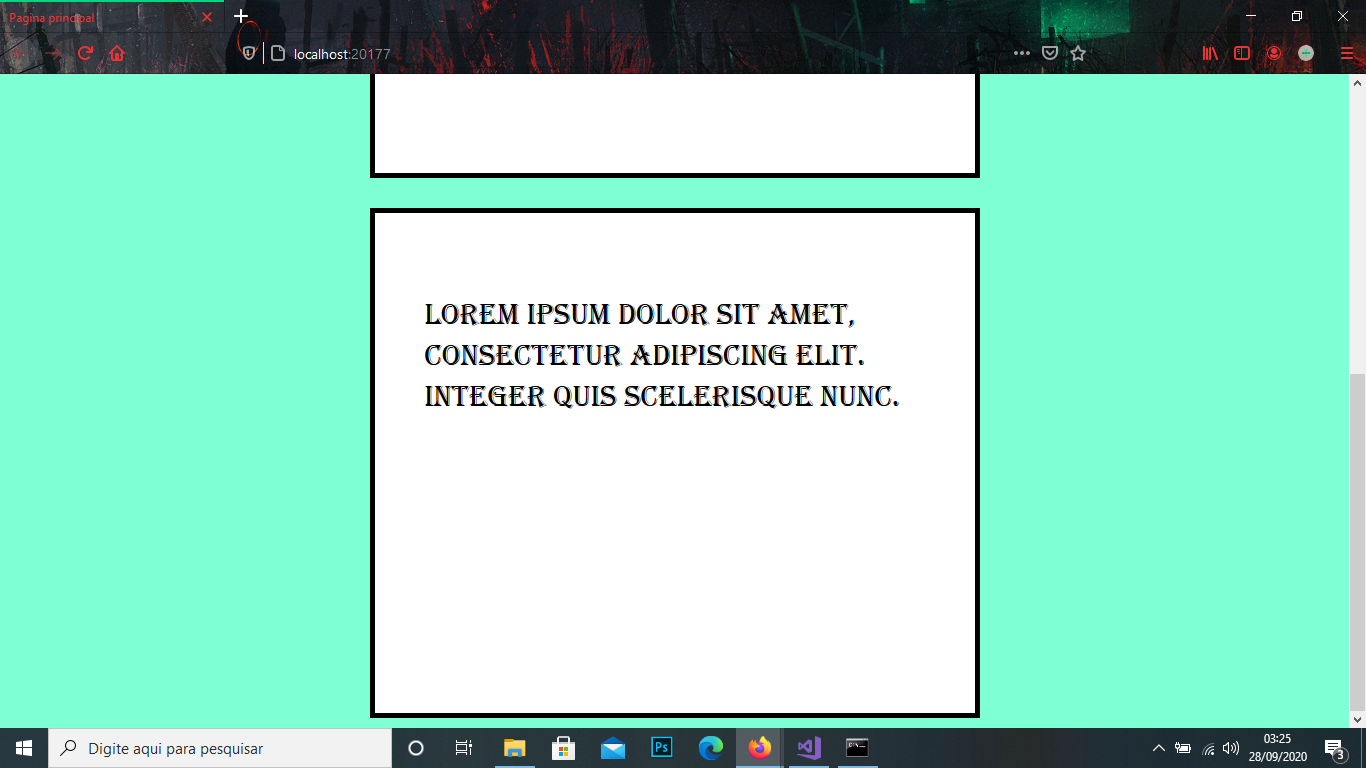 Pagina principal
localhost:20177
LOREM IPSUM DOLOR SIT AMET,
CONSECTETUR ADIPISCING ELIT.
INTEGER QUIS SCELERISQUE NUNC.
Digite aqui para pesquisar
Ps
03:25
28/09/2020
3